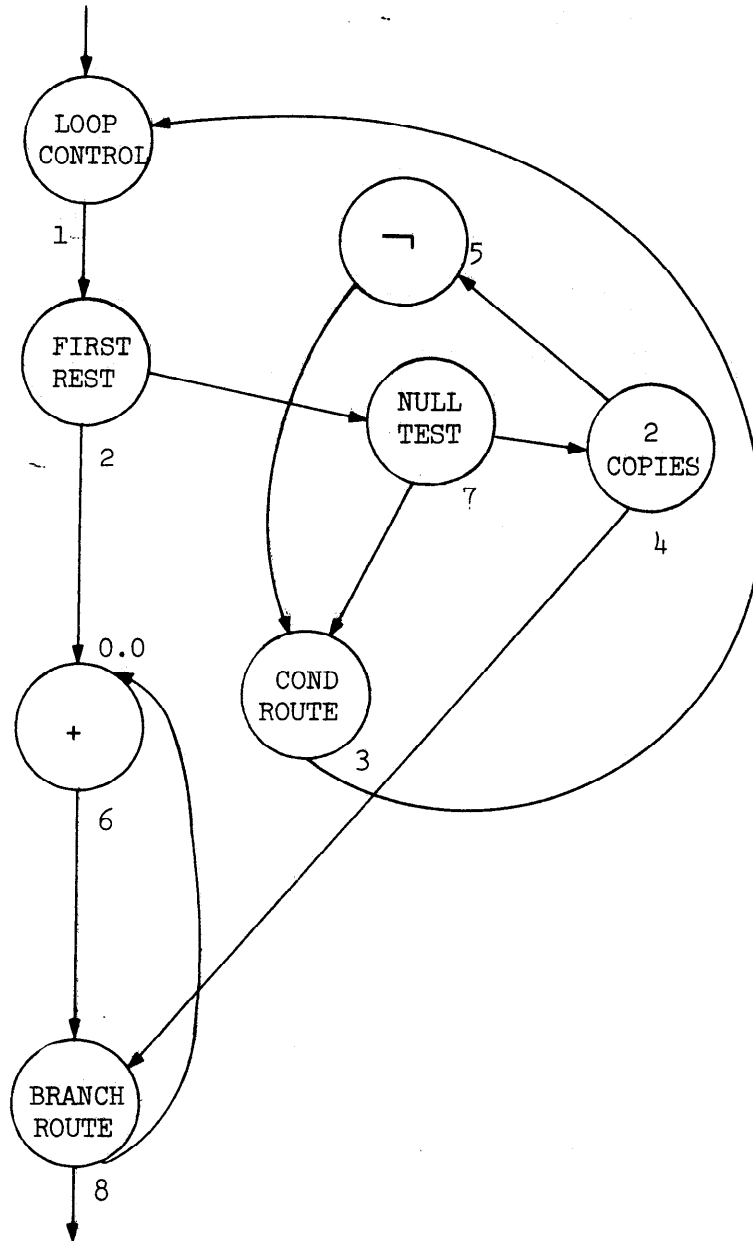 LOOP
CONTROL
1
¬
5
FIRST
REST
NULL
TEST
2
COPIES
2
7
4
0.0
COND
ROUTE
+
3
6
BRANCH
ROUTE
8